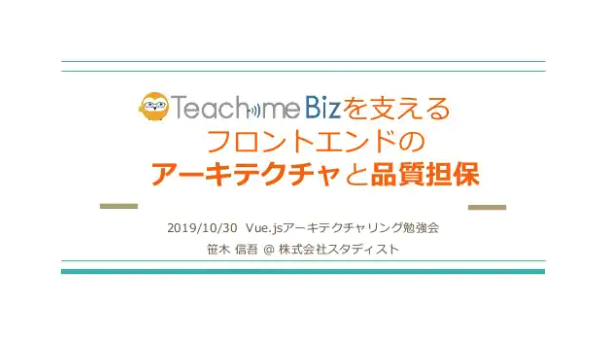 Teachme Bizを支える
フロントエンドの
アーキテクチャと品質担保
2019/10/30 Vue.jsアーキテクチャリング勉強会
笹木 信吾 @ 株式会社スタディスト